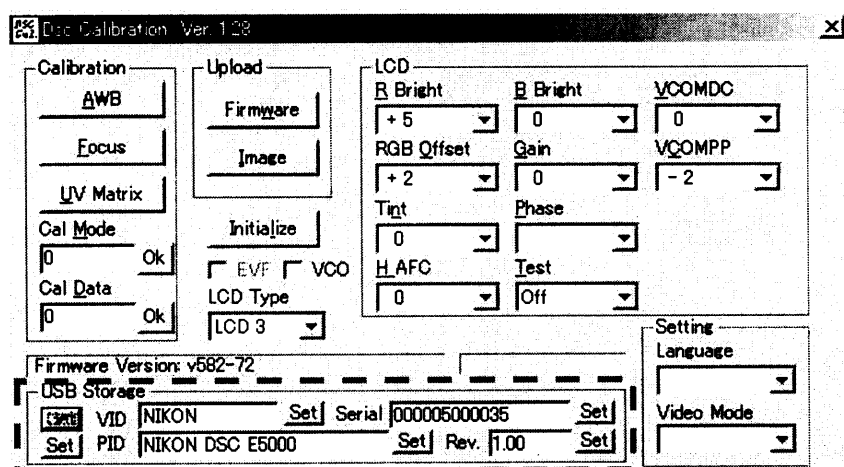 Dsc Calibration Ver. 1.28
Calibration
AWB
Focus
UV Matrix
Cal Mode
0 Ok
Cal Data
0 Ok
Upload
Firmware
Image
Initialize
EVF VCO
LCD Type
LCD 3
LCD
R Bright B Bright VCOMDC
+ 5 0 0
RGB Offset Gain VCOMPP
+ 2 0 - 2
Tint Phase
0
H AFC Test
0 Off
Firmware Version: v582-72
USB Storage
VID NIKON Set Serial 000005000035 Set
Set PID NIKON DSC E5000 Set Rev. 1.00 Set
Setting
Language
Video Mode